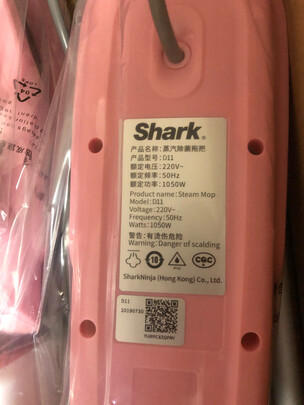 Shark®
产品名称:蒸汽除菌拖把
产品型号:D11
额定电压:220V~
额定频率:50Hz
额定功率:1050W
Product name: Steam Mop
Model: D11
Voltage: 220V~
Frequency: 50Hz
Watts: 1050W
警告:有烫伤危险
Warning: Danger of scalding
SharkNinja (Hong Kong) Co., Ltd.
D11
20190710